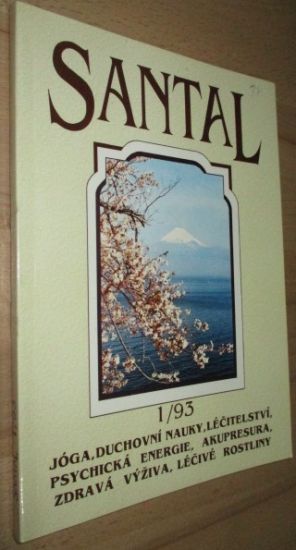 SANTAL
1/93
JÓGA, DUCHOVNÍ NAUKY, LÉČITELSTVÍ,
PSYCHICKÁ ENERGIE, AKUPRESURA,
ZDRAVÁ VÝŽIVA, LÉČIVÉ ROSTLINY